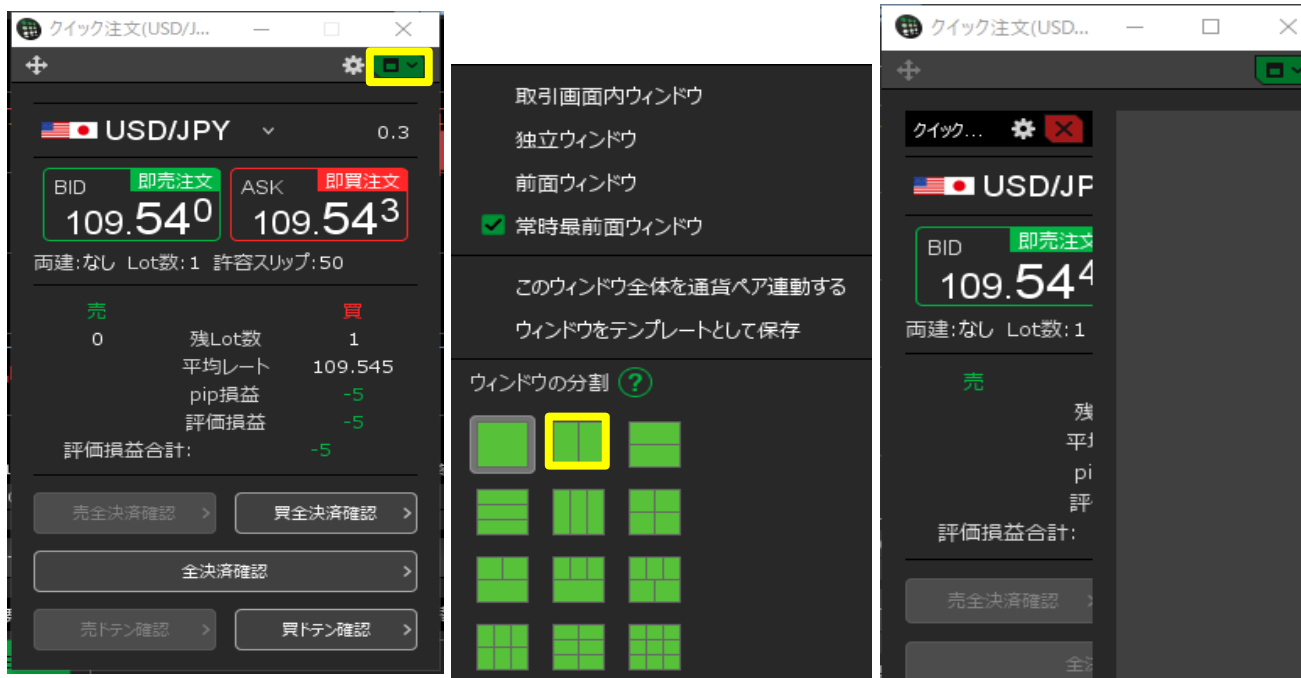 クイック注文(USD/J...
USD/JPY
0.3
BID 即売注文
109.540
ASK 即買注文
109.543
両建:なし Lot数:1 許容スリップ:50
売 買
0 残Lot数 1
平均レート 109.545
pip損益 -5
評価損益 -5
評価損益合計: -5
売全決済確認 >
買全決済確認 >
全決済確認 >
売ドテン確認 >
買ドテン確認 >
取引画面内ウィンドウ
独立ウィンドウ
前面ウィンドウ
常時最前面ウィンドウ
このウィンドウ全体を通貨ペア連動する
ウィンドウをテンプレートとして保存
ウィンドウの分割 ?
クイック注文(USD...
クイック...
USD/JP
BID 即売注文
109.544
両建:なし Lot数:1
売
残
平均
pi
評
評価損益合計:
売全決済確認
全決